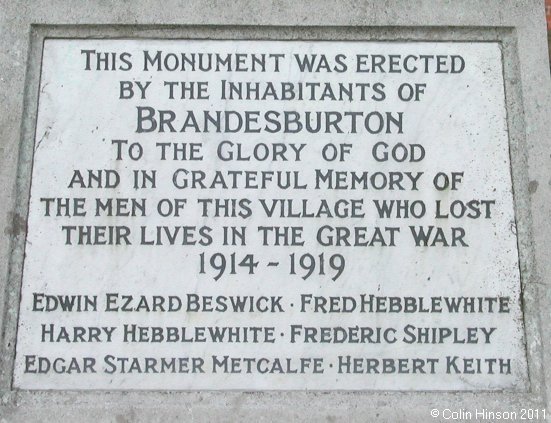 THIS MONUMENT WAS ERECTED
BY THE INHABITANTS OF
BRANDESBURTON
TO THE GLORY OF GOD
AND IN GRATEFUL MEMORY OF
THE MEN OF THIS VILLAGE WHO LOST
THEIR LIVES IN THE GREAT WAR
1914 - 1919
EDWIN EZARD BESWICK · FRED HEBBLEWHITE
HARRY HEBBLEWHITE · FREDERIC SHIPLEY
EDGAR STARMER METCALFE · HERBERT KEITH
©Colin Hinson 2011